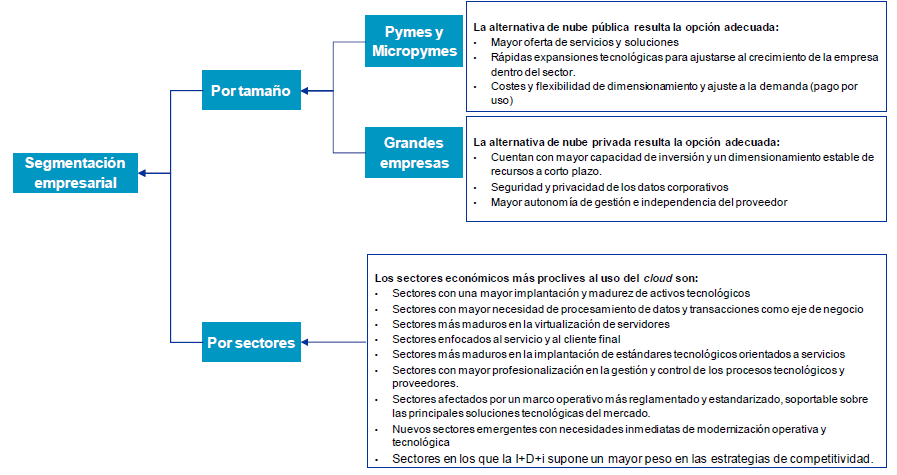 Pymes y
Micropymes
La alternativa de nube pública resulta la opción adecuada:
• Mayor oferta de servicios y soluciones
• Rápidas expansiones tecnológicas para ajustarse al crecimiento de la empresa
dentro del sector.
• Costes y flexibilidad de dimensionamiento y ajuste a la demanda (pago por
uso)
Por tamaño
Grandes
empresas
La alternativa de nube privada resulta la opción adecuada:
• Cuentan con mayor capacidad de inversión y un dimensionamiento estable de
recursos a corto plazo.
• Seguridad y privacidad de los datos corporativos
• Mayor autonomía de gestión e independencia del proveedor
Segmentación
empresarial
Por sectores
Los sectores económicos más proclives al uso del cloud son:
• Sectores con una mayor implantación y madurez de activos tecnológicos
• Sectores con mayor necesidad de procesamiento de datos y transacciones como eje de negocio
• Sectores más maduros en la virtualización de servidores
• Sectores enfocados al servicio y al cliente final
• Sectores más maduros en la implantación de estándares tecnológicos orientados a servicios
• Sectores con mayor profesionalización en la gestión y control de los procesos tecnológicos y
proveedores.
• Sectores afectados por un marco operativo más reglamentado y estandarizado, soportable sobre
las principales soluciones tecnológicas del mercado.
• Nuevos sectores emergentes con necesidades inmediatas de modernización operativa y
tecnológica
• Sectores en los que la I+D+i supone un mayor peso en las estrategias de competitividad.